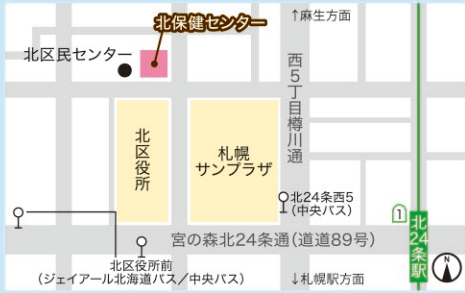 北保健センター
↑麻生方面
北区民センター
西5丁目樽川通
北区役所
札幌
サンプラザ
北24条西5
(中央バス)
1
北24条駅
宮の森北24条通(道道89号)
北区役所前
(ジェイアール北海道バス/中央バス)
↓札幌駅方面
N